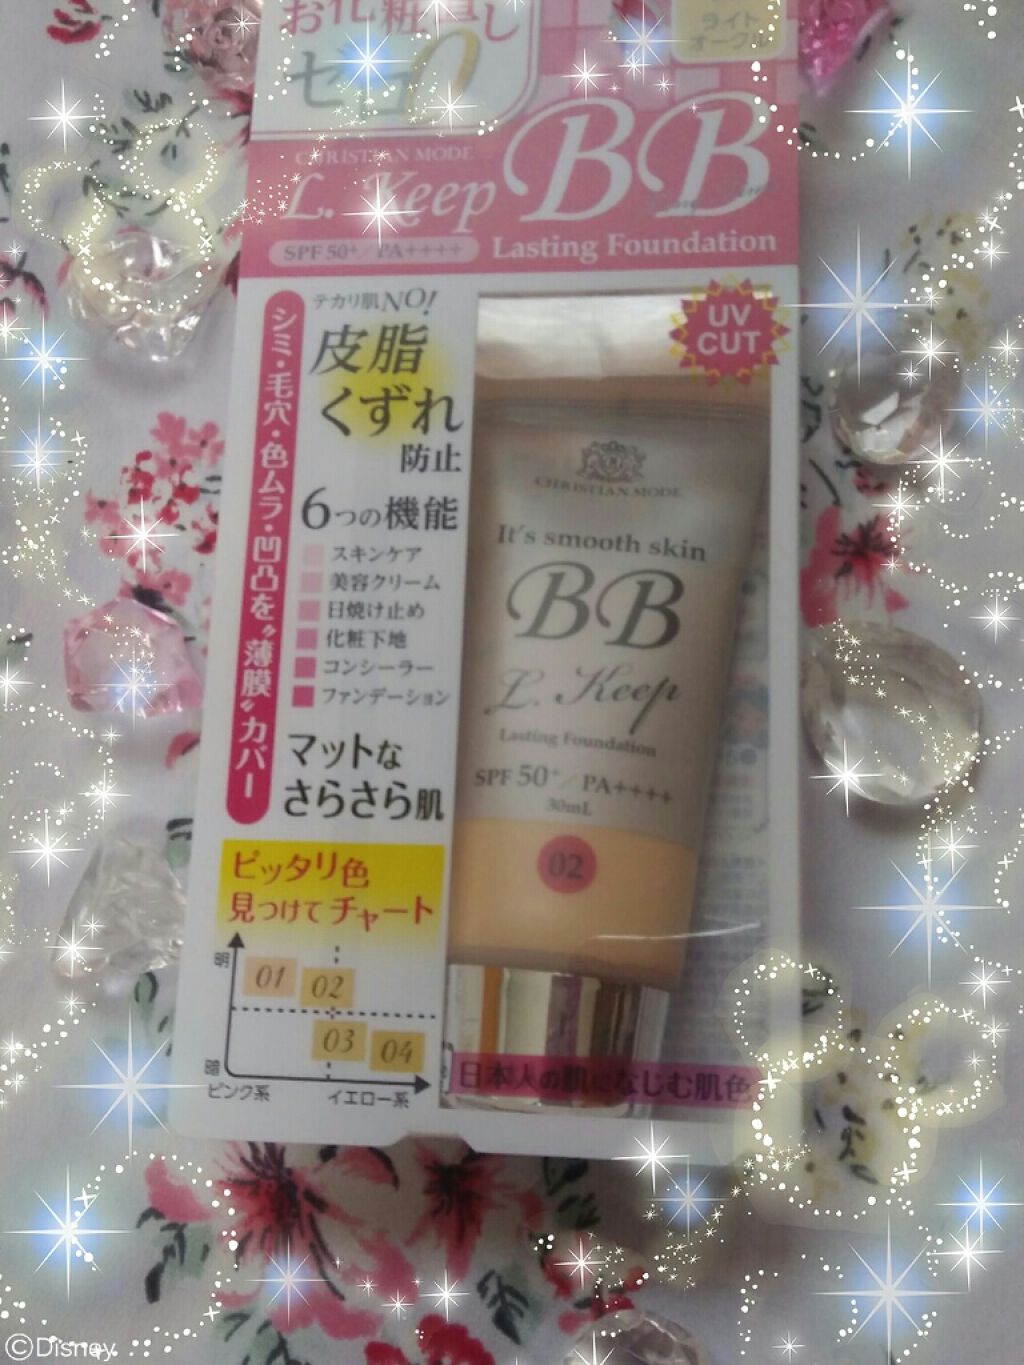 お化粧直し
ゼロ
ライト
オークル
CHRISTIAN MODE
L. Keep BB
SPF 50+/PA++++
Lasting Foundation
シミ・毛穴・色ムラ・凹凸を"薄膜"カバー
テカリ肌NO!
皮脂
くずれ
防止
6つの機能
スキンケア
美容クリーム
日焼け止め
化粧下地
コンシーラー
ファンデーション
マットな
さらさら肌
ピッタリ色
見つけてチャート
明
01
02
03
04
暗
ピンク系
イエロー系
UV
CUT
CHRISTIAN MODE
It's smooth skin
BB
L. Keep
Lasting Foundation
SPF 50+/PA++++
30mL
02
日本人の肌になじむ肌色
©Disney